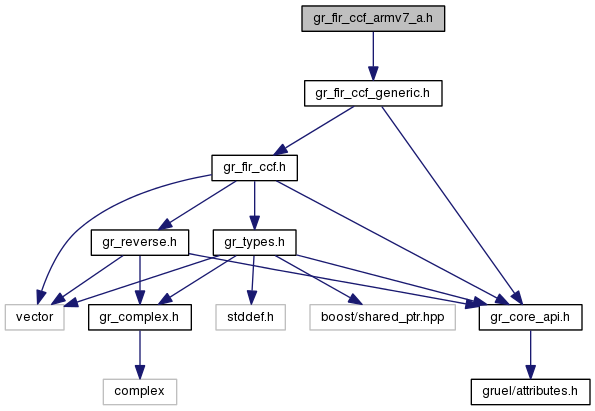 gr_fir_ccf_armv7_a.h
gr_fir_ccf_generic.h
gr_fir_ccf.h
gr_reverse.h
gr_types.h
vector
gr_complex.h
stddef.h
boost/shared_ptr.hpp
gr_core_api.h
complex
gruel/attributes.h